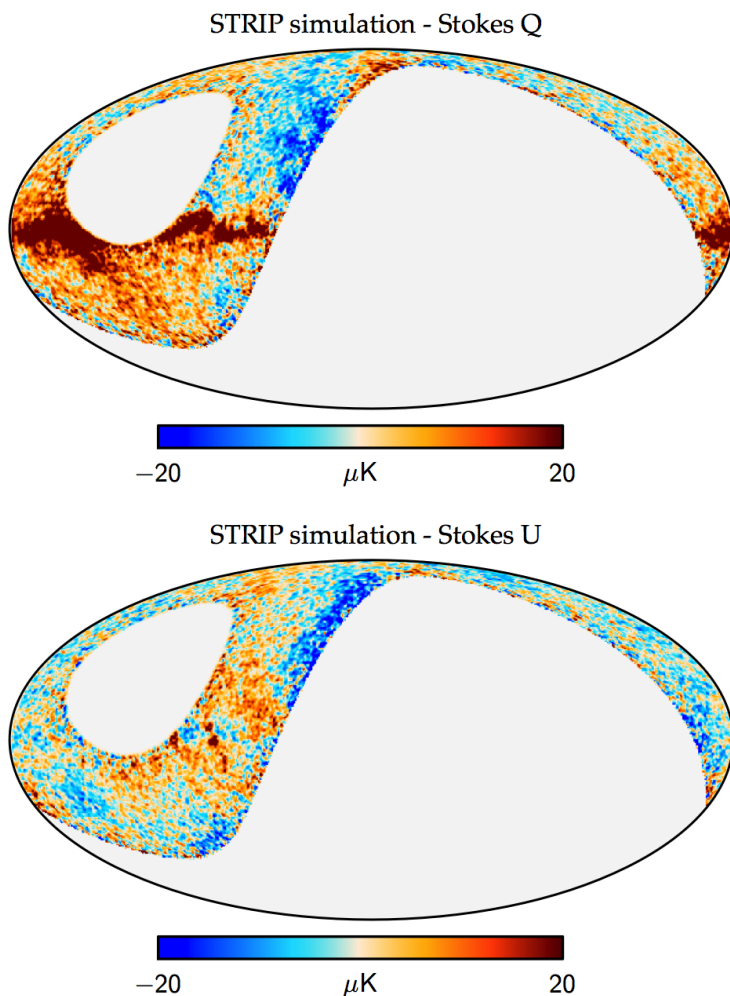 STRIP simulation - Stokes Q
−20 μK 20
STRIP simulation - Stokes U
−20 μK 20